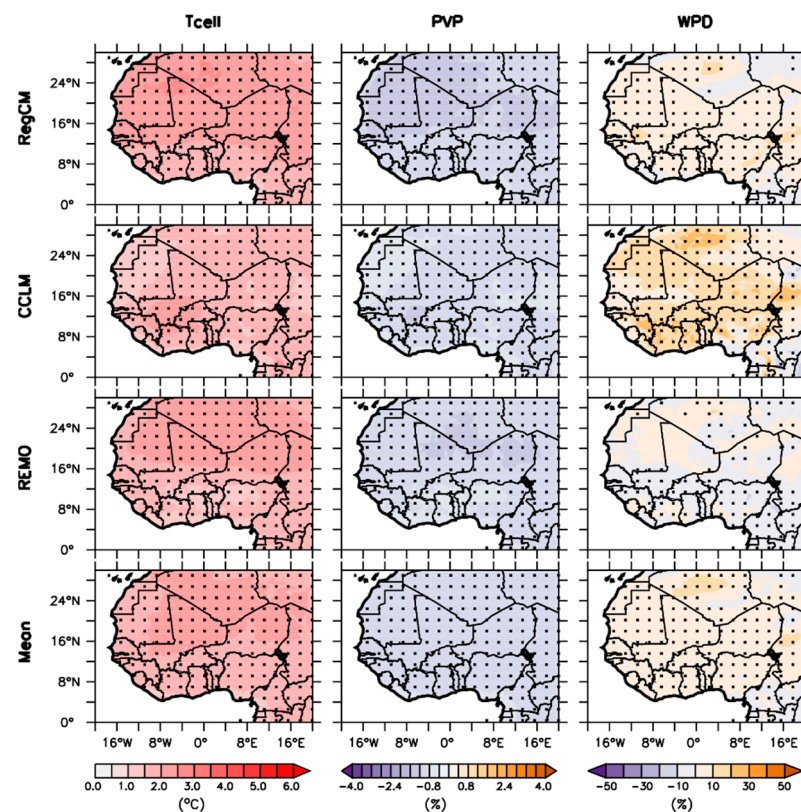 Tcell PVP WPD
RegCM
24°N
16°N
8°N
0°
CCLM
24°N
16°N
8°N
0°
REMO
24°N
16°N
8°N
0°
Mean
24°N
16°N
8°N
0°
16°W 8°W 0° 8°E 16°E 16°W 8°W 0° 8°E 16°E 16°W 8°W 0° 8°E 16°E
0.0 1.0 2.0 3.0 4.0 5.0 6.0 -4.0 -2.4 -0.8 0.8 2.4 4.0 -50 -30 -10 10 30 50
(°C) (%) (%)